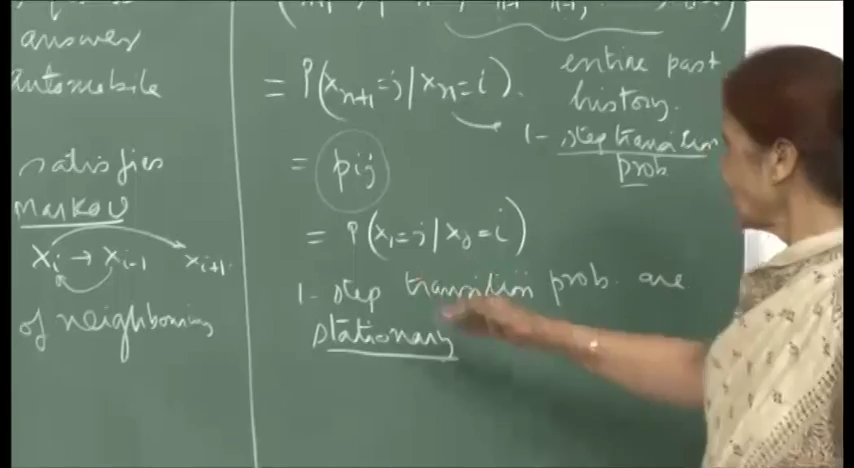 answer
automobile
satisfies
Markov
Xi → Xi-1 Xi+1
of neighbouring
= P(Xn+1 = j | Xn = i).
entire past
history.
1- step transition
prob
= pij
= P(X1 = j | X0 = i)
1- step transition prob. are
stationary